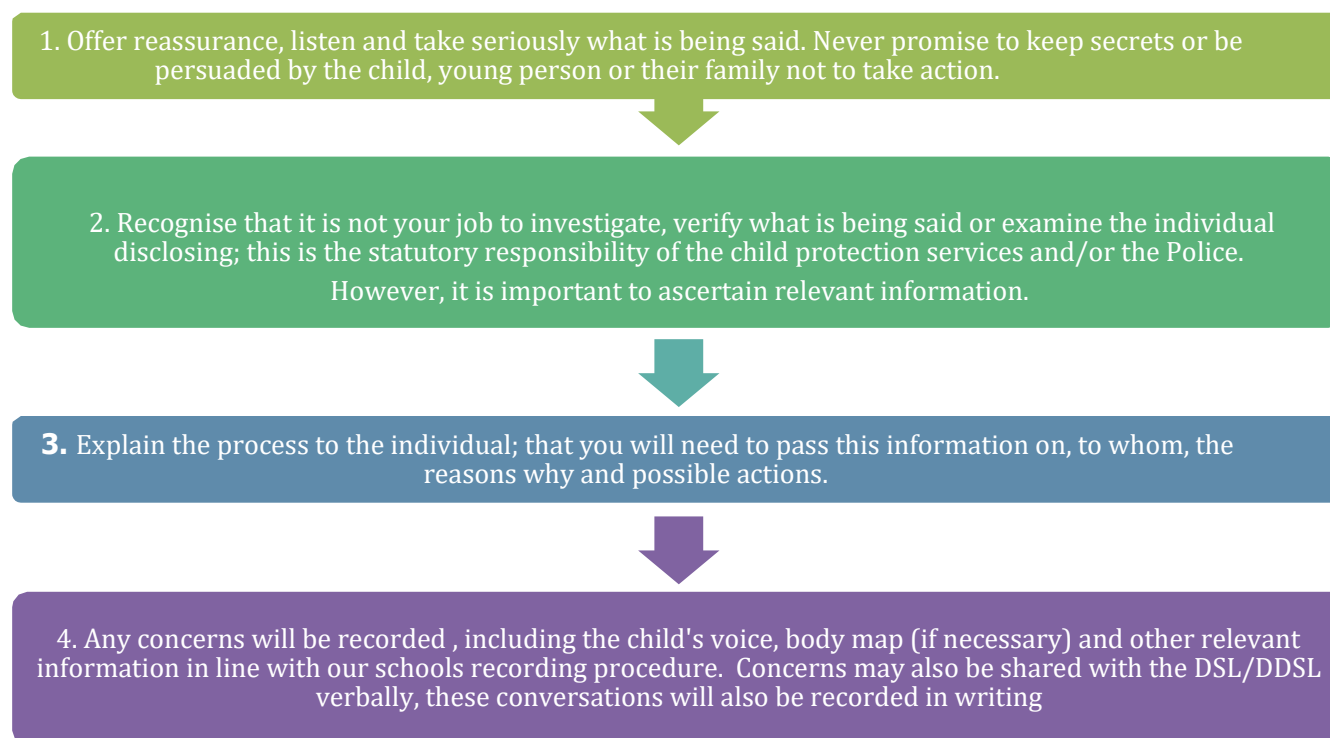 1. Offer reassurance, listen and take seriously what is being said. Never promise to keep secrets or be
persuaded by the child, young person or their family not to take action.
2. Recognise that it is not your job to investigate, verify what is being said or examine the individual
disclosing; this is the statutory responsibility of the child protection services and/or the Police.
However, it is important to ascertain relevant information.
3. Explain the process to the individual; that you will need to pass this information on, to whom, the
reasons why and possible actions.
4. Any concerns will be recorded , including the child's voice, body map (if necessary) and other relevant
information in line with our schools recording procedure.  Concerns may also be shared with the DSL/DDSL
verbally, these conversations will also be recorded in writing